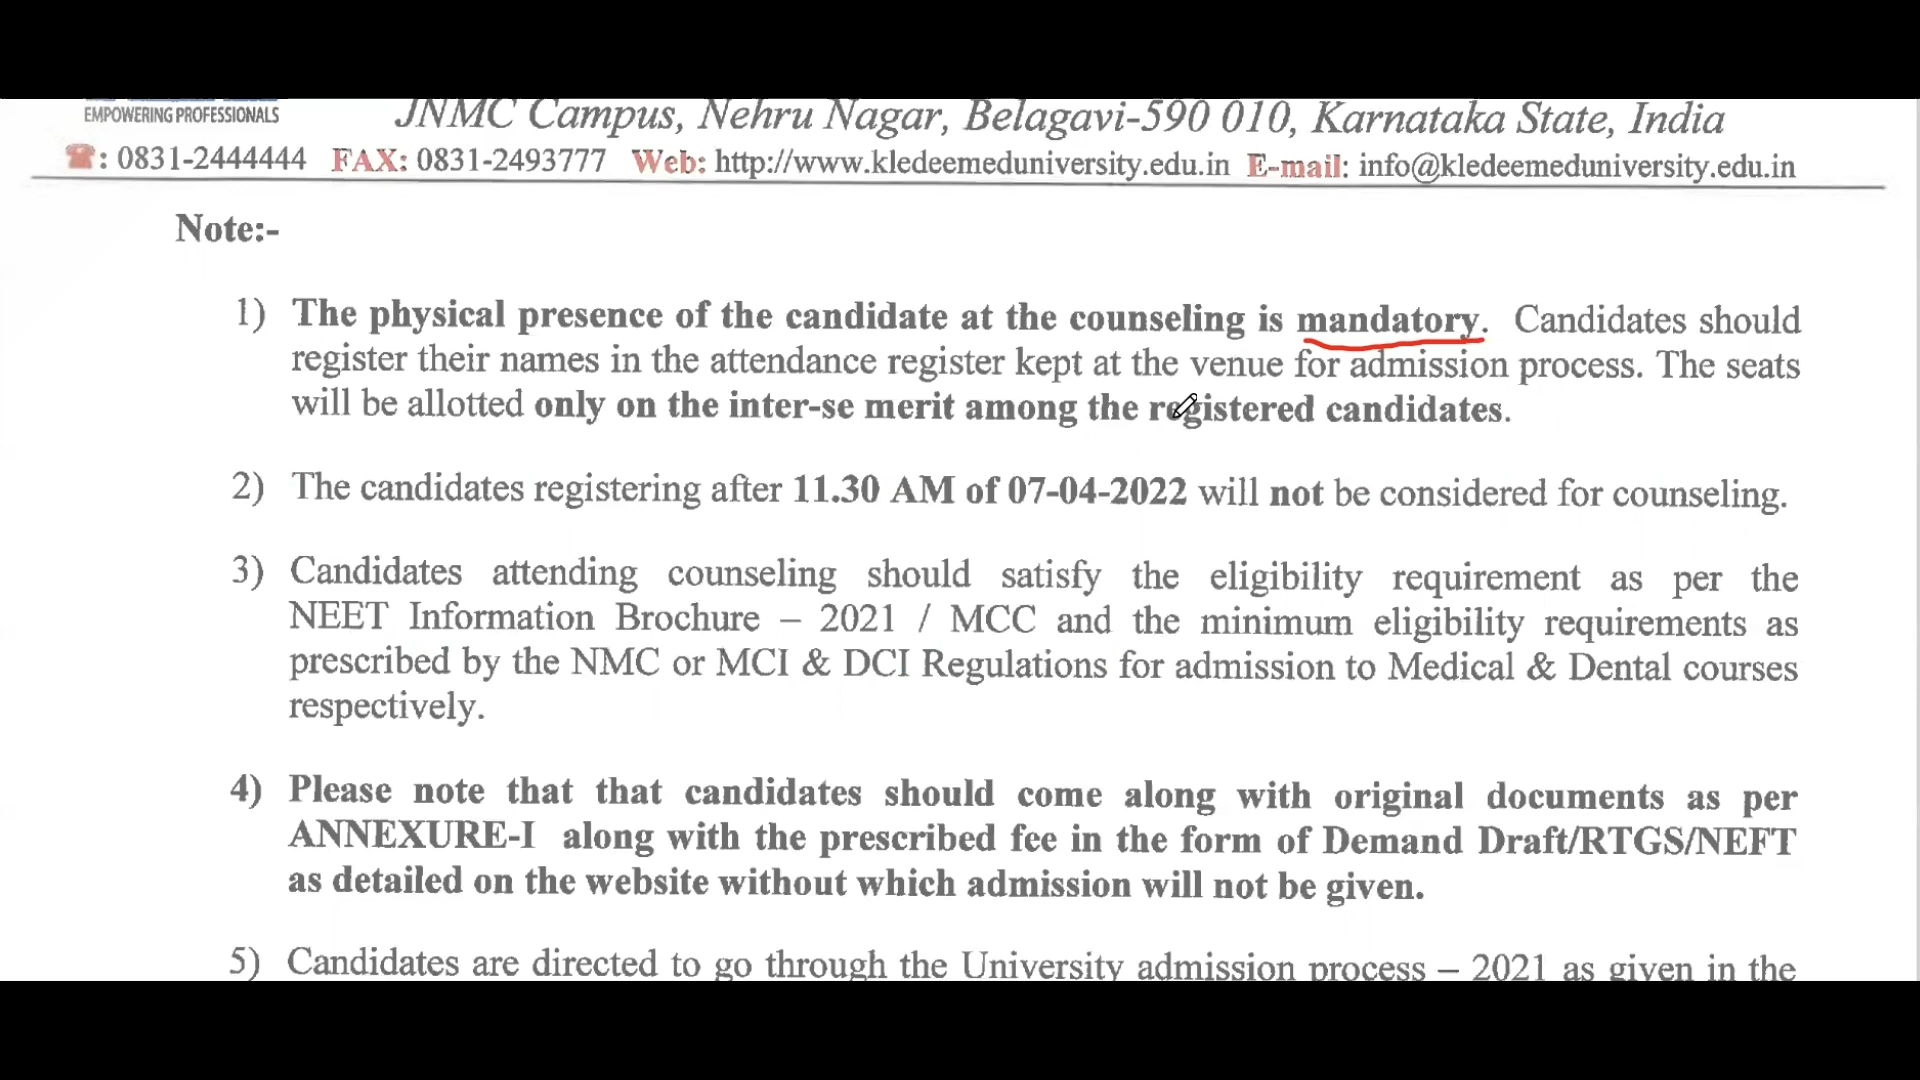 EMPOWERING PROFESSIONALS
JNMC Campus, Nehru Nagar, Belagavi-590 010, Karnataka State, India
☎: 0831-2444444 FAX: 0831-2493777 Web: http://www.kledeemeduniversity.edu.in E-mail: info@kledeemeduniversity.edu.in
Note:-
1) The physical presence of the candidate at the counseling is mandatory. Candidates should
register their names in the attendance register kept at the venue for admission process. The seats
will be allotted only on the inter-se merit among the registered candidates.
2) The candidates registering after 11.30 AM of 07-04-2022 will not be considered for counseling.
3) Candidates attending counseling should satisfy the eligibility requirement as per the
NEET Information Brochure – 2021 / MCC and the minimum eligibility requirements as
prescribed by the NMC or MCI & DCI Regulations for admission to Medical & Dental courses
respectively.
4) Please note that that candidates should come along with original documents as per
ANNEXURE-I along with the prescribed fee in the form of Demand Draft/RTGS/NEFT
as detailed on the website without which admission will not be given.
5) Candidates are directed to go through the University admission process – 2021 as given in the